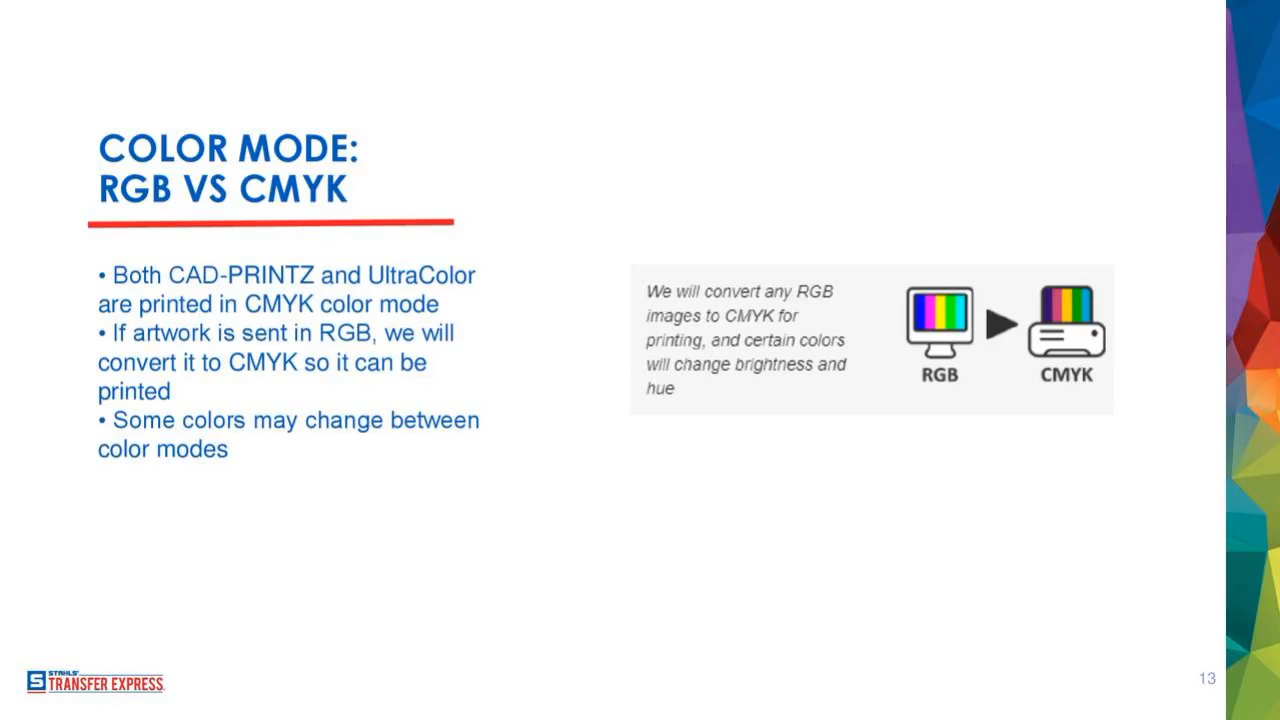 COLOR MODE:
RGB VS CMYK
• Both CAD-PRINTZ and UltraColor
are printed in CMYK color mode
• If artwork is sent in RGB, we will
convert it to CMYK so it can be
printed
• Some colors may change between
color modes
We will convert any RGB
images to CMYK for
printing, and certain colors
will change brightness and
hue
RGB
CMYK
STAHLS'
TRANSFER EXPRESS
13